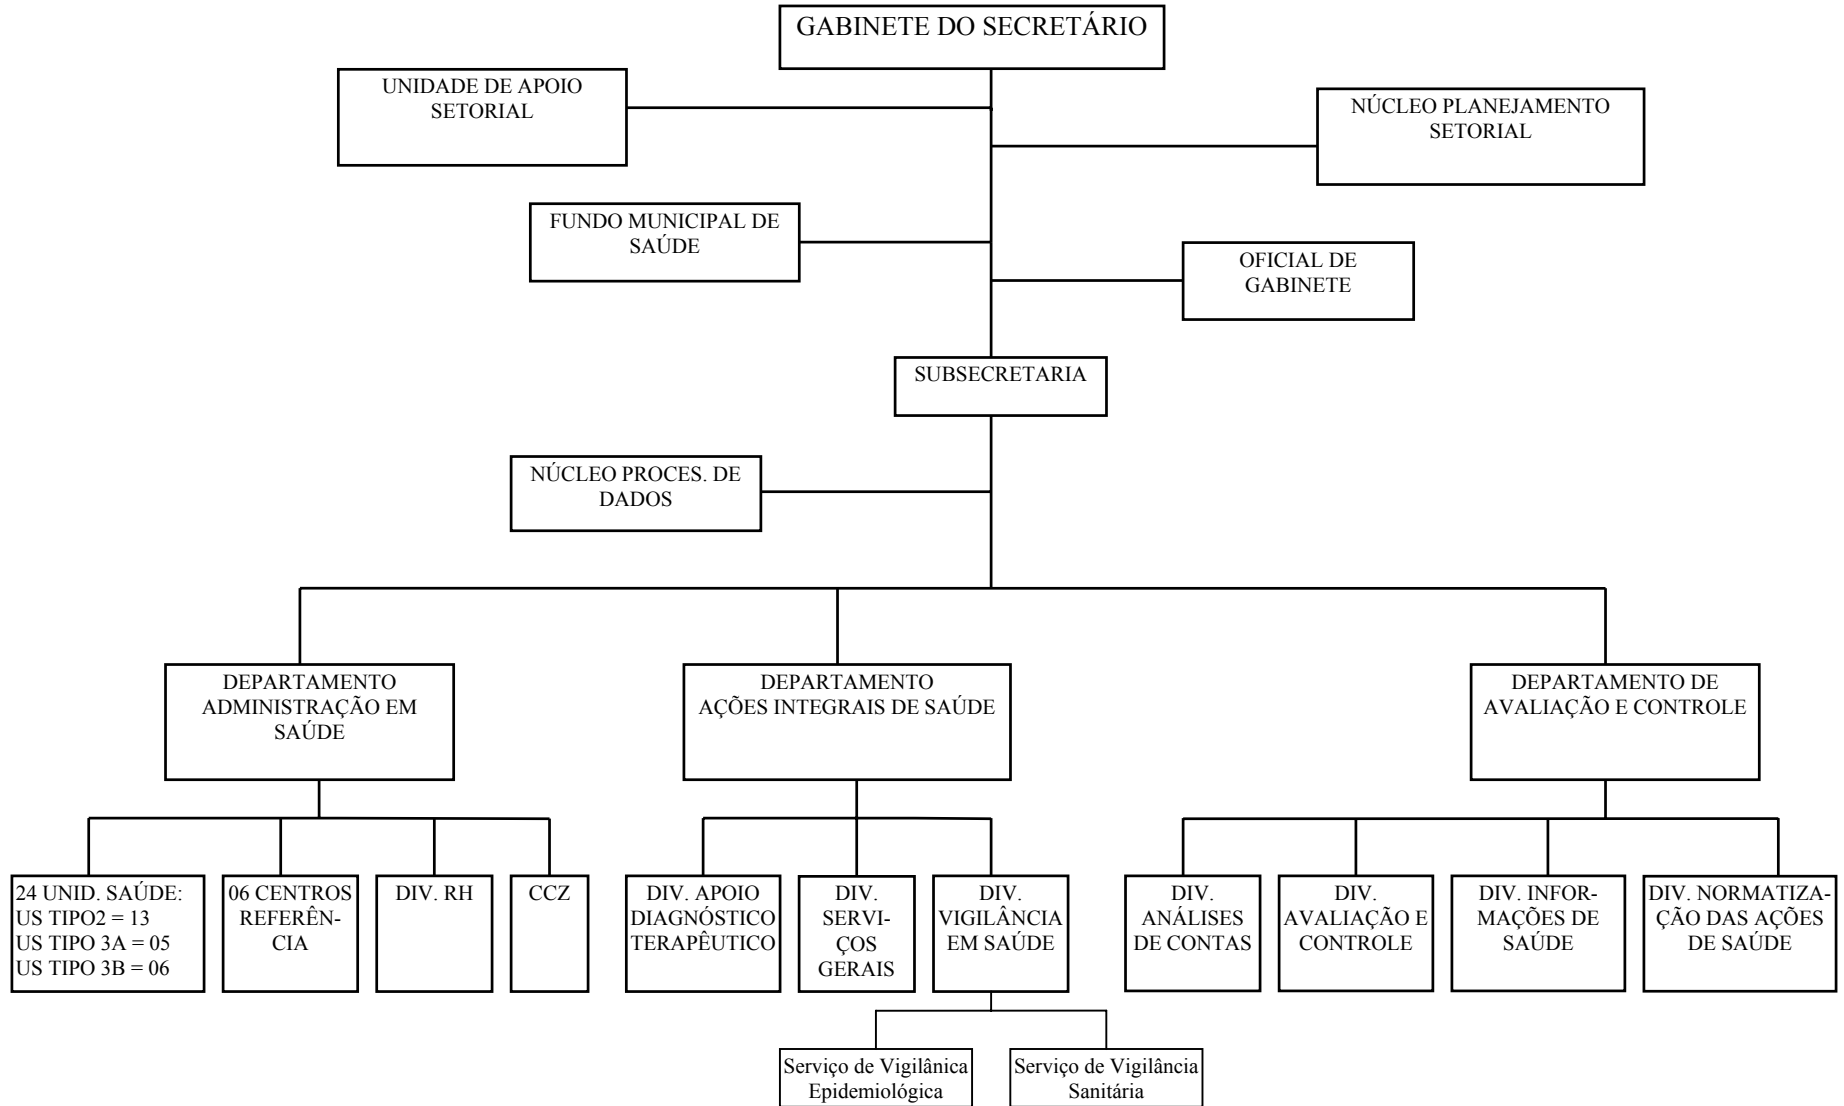 GABINETE DO SECRETÁRIO
UNIDADE DE APOIO
SETORIAL
NÚCLEO PLANEJAMENTO
SETORIAL
FUNDO MUNICIPAL DE
SAÚDE
OFICIAL DE
GABINETE
SUBSECRETARIA
NÚCLEO PROCES. DE
DADOS
DEPARTAMENTO
ADMINISTRAÇÃO EM
SAÚDE
DEPARTAMENTO
AÇÕES INTEGRAIS DE SAÚDE
DEPARTAMENTO DE
AVALIAÇÃO E CONTROLE
24 UNID. SAÚDE:
US TIPO2 = 13
US TIPO 3A = 05
US TIPO 3B = 06
06 CENTROS
REFERÊN-
CIA
DIV. RH
CCZ
DIV. APOIO
DIAGNÓSTICO
TERAPÊUTICO
DIV.
SERVI-
ÇOS
GERAIS
DIV.
VIGILÂNCIA
EM SAÚDE
DIV.
ANÁLISES
DE CONTAS
DIV.
AVALIAÇÃO E
CONTROLE
DIV. INFOR-
MAÇÕES DE
SAÚDE
DIV. NORMATIZA-
ÇÃO DAS AÇÕES
DE SAÚDE
Serviço de Vigilânica
Epidemiológica
Serviço de Vigilância
Sanitária